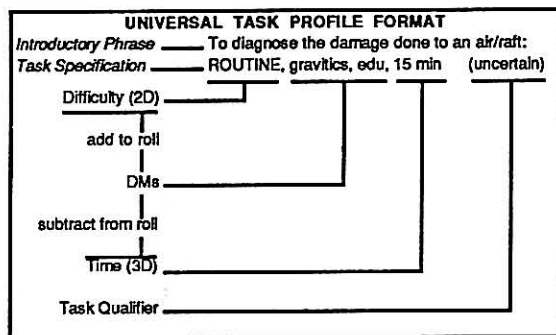 UNIVERSAL TASK PROFILE FORMAT
Introductory Phrase To diagnose the damage done to an air/raft:
Task Specification ROUTINE, gravitics, edu, 15 min (uncertain)
Difficulty (2D)
add to roll
DMs
subtract from roll
Time (3D)
Task Qualifier